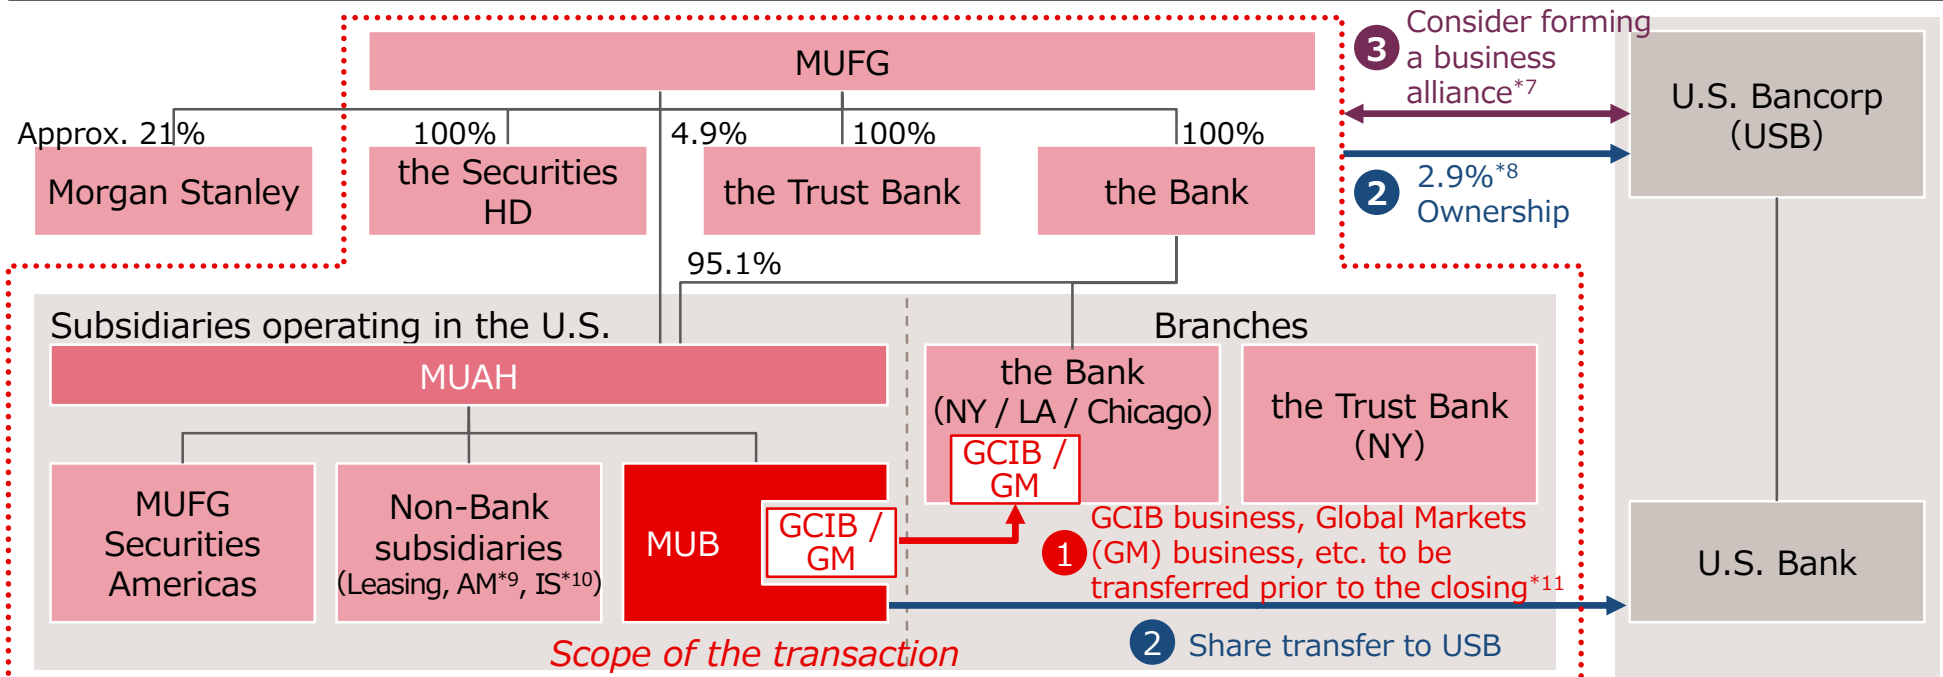 MUFG
Approx. 21%
100%
4.9%
100%
100%
Morgan Stanley
the Securities
HD
the Trust Bank
the Bank
3
Consider forming
a business
alliance*7
2
2.9%*8
Ownership
U.S. Bancorp
(USB)
95.1%
Subsidiaries operating in the U.S.
Branches
MUAH
the Bank
(NY / LA / Chicago)
GCIB /
GM
the Trust Bank
(NY)
MUFG
Securities
Americas
Non-Bank
subsidiaries
(Leasing, AM*9, IS*10)
MUB
GCIB /
GM
1
GCIB business, Global Markets
(GM) business, etc. to be
transferred prior to the closing*11
U.S. Bank
Scope of the transaction
2
Share transfer to USB